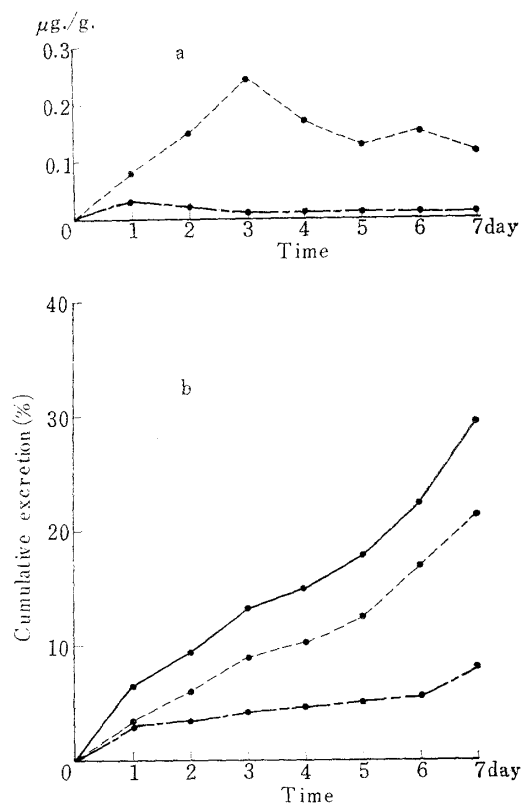 μg./g.
a
0.3
0.2
0.1
0 1 2 3 4 5 6 7day
Time
b
Cumulative excretion (%)
40
30
20
10
0 1 2 3 4 5 6 7day
Time